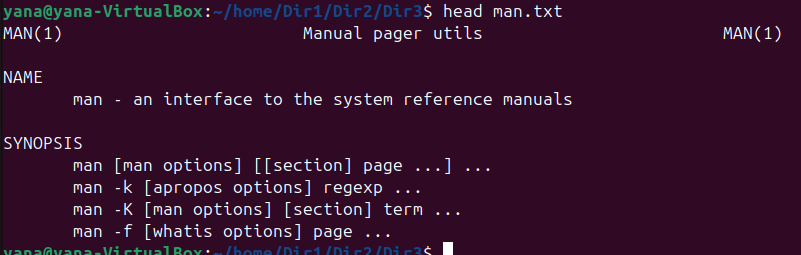 yana@yana-VirtualBox:~/home/Dir1/Dir2/Dir3$ head man.txt
MAN(1) Manual pager utils MAN(1)
NAME
man - an interface to the system reference manuals
SYNOPSIS
man [man options] [[section] page ...] ...
man -k [apropos options] regexp ...
man -K [man options] [section] term ...
man -f [whatis options] page ...
yana@yana-VirtualBox:~/home/Dir1/Dir2/Dir3$